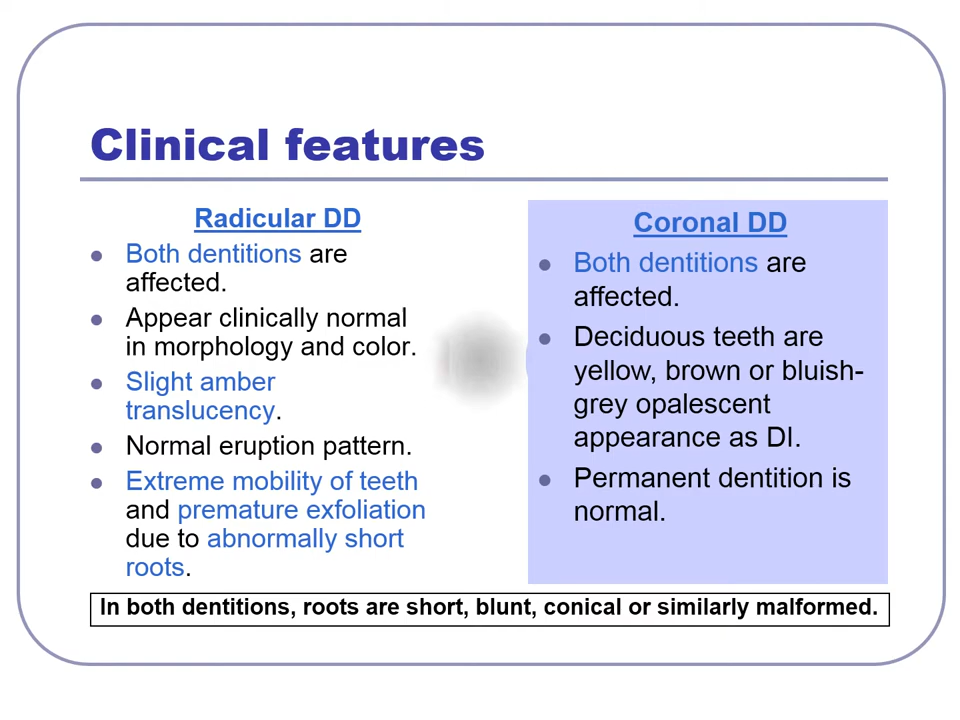 Clinical features
Radicular DD
Both dentitions are
affected.
Appear clinically normal
in morphology and color.
Slight amber
translucency.
Normal eruption pattern.
Extreme mobility of teeth
and premature exfoliation
due to abnormally short
roots.
Coronal DD
Both dentitions are
affected.
Deciduous teeth are
yellow, brown or bluish-
grey opalescent
appearance as DI.
Permanent dentition is
normal.
In both dentitions, roots are short, blunt, conical or similarly malformed.